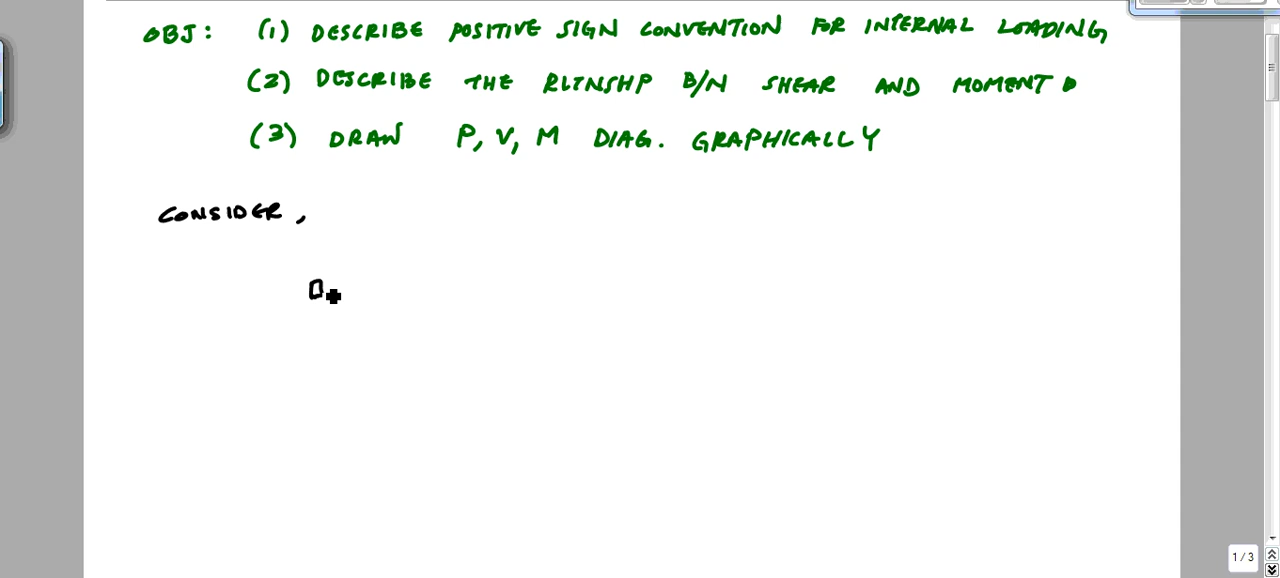 OBJ: (1) DESCRIBE POSITIVE SIGN CONVENTION FOR INTERNAL LOADING
(2) DESCRIBE THE RLTNSHP B/N SHEAR AND MOMENT D
(3) DRAW P, V, M DIAG. GRAPHICALLY
CONSIDER,
1 / 3